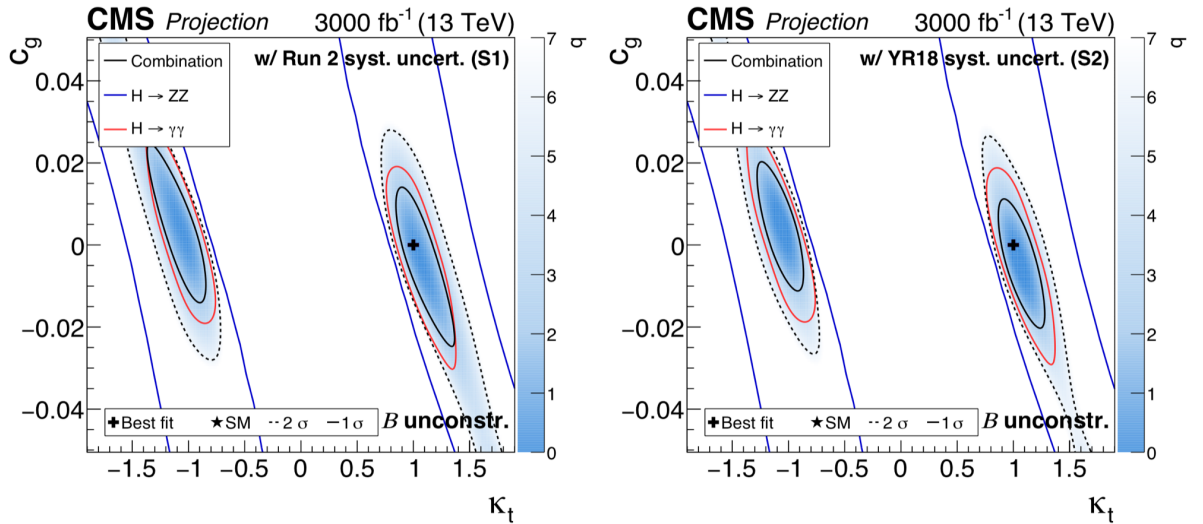 CMS Projection 3000 fb⁻¹ (13 TeV)
w/ Run 2 syst. uncert. (S1)
Combination
H → ZZ
H → γγ
c_g
0.04
0.02
0
−0.02
−0.04
✚ Best fit ★ SM -- 2 σ — 1 σ
B unconstr.
−1.5 −1 −0.5 0 0.5 1 1.5
κ_t
q
7
6
5
4
3
2
1
0
CMS Projection 3000 fb⁻¹ (13 TeV)
w/ YR18 syst. uncert. (S2)
Combination
H → ZZ
H → γγ
c_g
0.04
0.02
0
−0.02
−0.04
✚ Best fit ★ SM -- 2 σ — 1 σ
B unconstr.
−1.5 −1 −0.5 0 0.5 1 1.5
κ_t
q
7
6
5
4
3
2
1
0